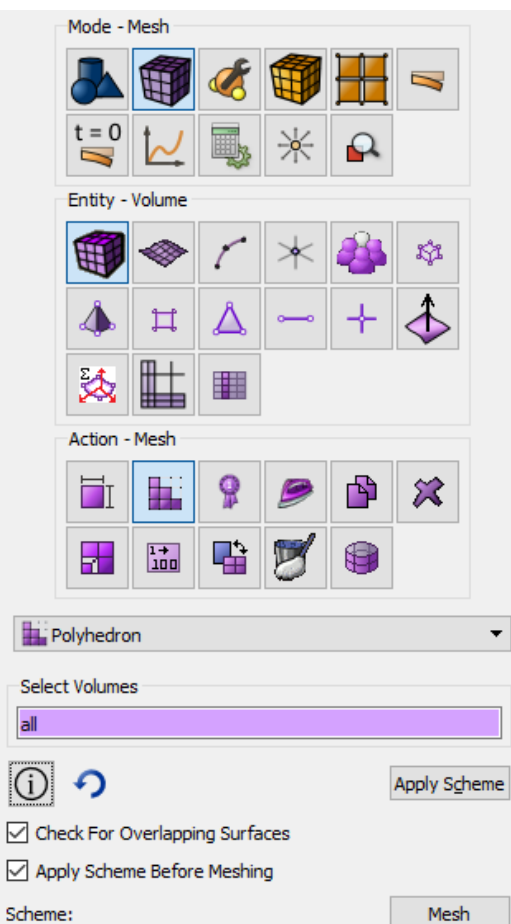 Mode - Mesh
t = 0
Entity - Volume
Σ
Action - Mesh
1
1→
100
Polyhedron
Select Volumes
all
i
Apply Scheme
Check For Overlapping Surfaces
Apply Scheme Before Meshing
Scheme:
Mesh